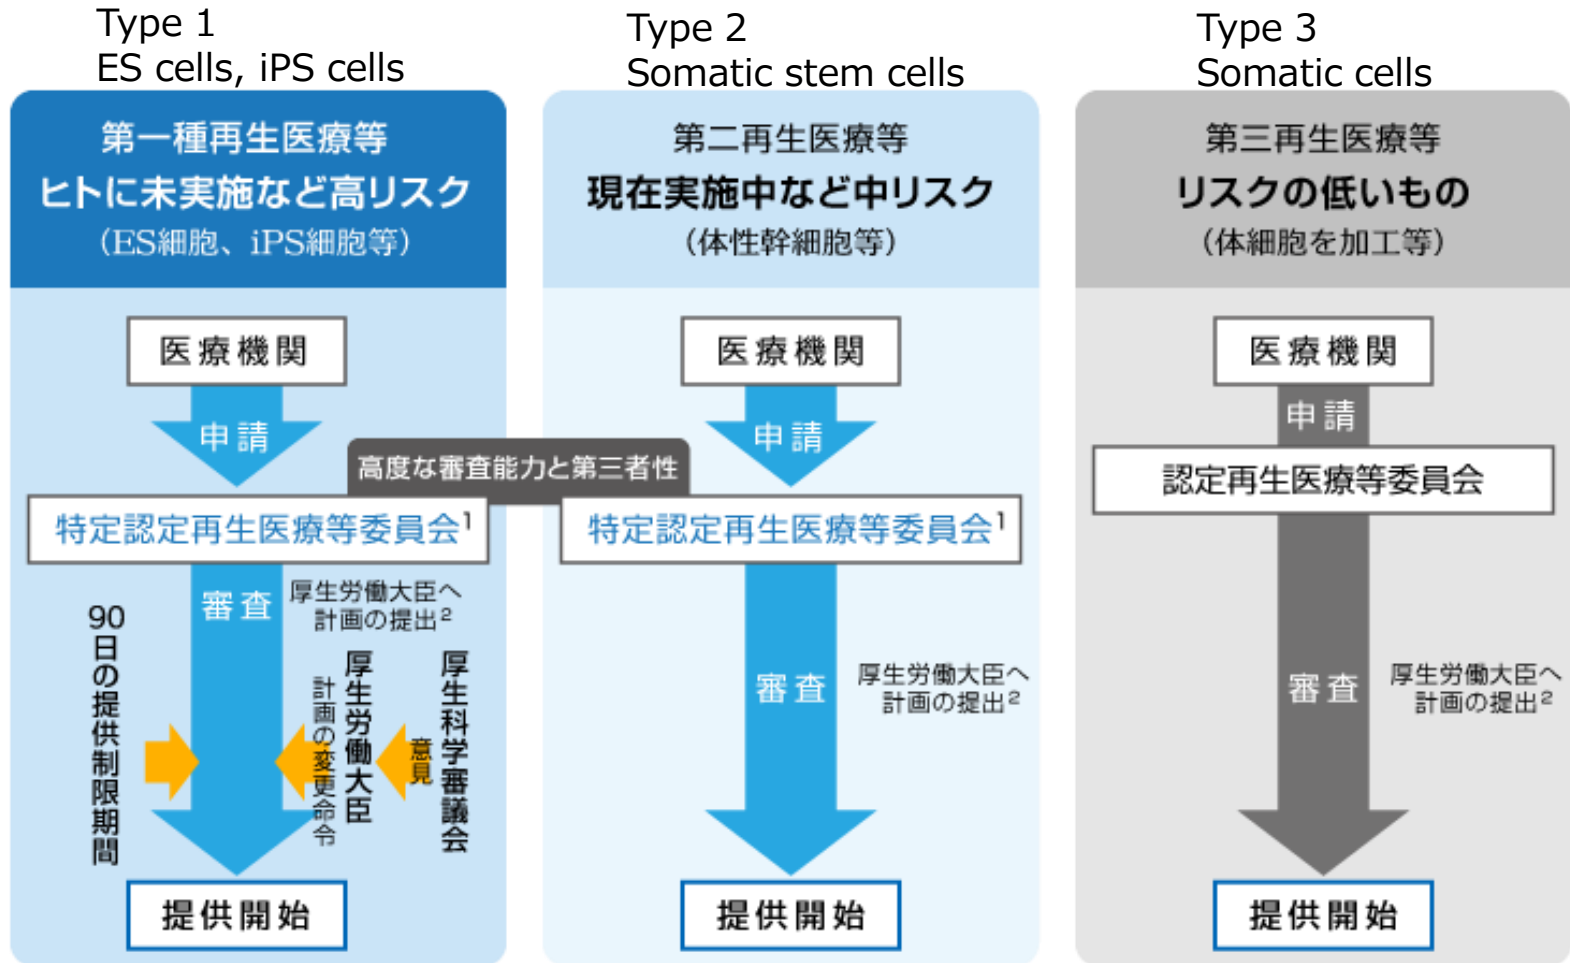 Type 1
ES cells, iPS cells
第一種再生医療等
ヒトに未実施など高リスク
（ES細胞、iPS細胞等）
医療機関
申請
特定認定再生医療等委員会1
審査
厚生労働大臣へ
計画の提出2
90日の提供制限期間
計画の変更命令
厚生労働大臣
意見
厚生科学審議会
提供開始
高度な審査能力と第三者性
Type 2
Somatic stem cells
第二再生医療等
現在実施中など中リスク
（体性幹細胞等）
医療機関
申請
特定認定再生医療等委員会1
審査
厚生労働大臣へ
計画の提出2
提供開始
Type 3
Somatic cells
第三再生医療等
リスクの低いもの
（体細胞を加工等）
医療機関
申請
認定再生医療等委員会
審査
厚生労働大臣へ
計画の提出2
提供開始